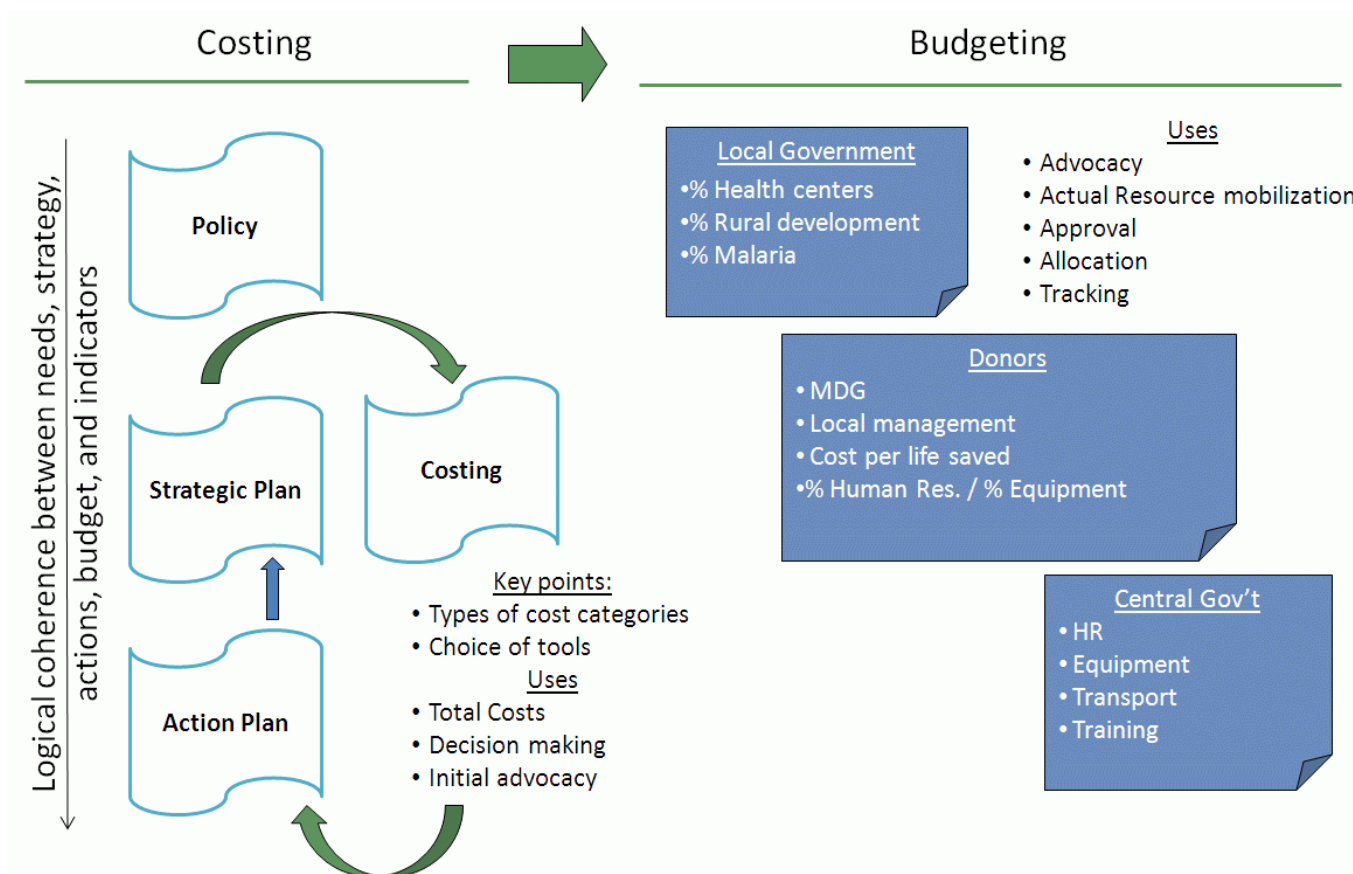 Costing
Budgeting
Logical coherence between needs, strategy,
actions, budget, and indicators
Policy
Strategic Plan
Costing
Action Plan
Key points:
• Types of cost categories
• Choice of tools
Uses
• Total Costs
• Decision making
• Initial advocacy
Local Government
•% Health centers
•% Rural development
•% Malaria
Uses
• Advocacy
• Actual Resource mobilization
• Approval
• Allocation
• Tracking
Donors
• MDG
• Local management
• Cost per life saved
•% Human Res. / % Equipment
Central Gov’t
• HR
• Equipment
• Transport
• Training